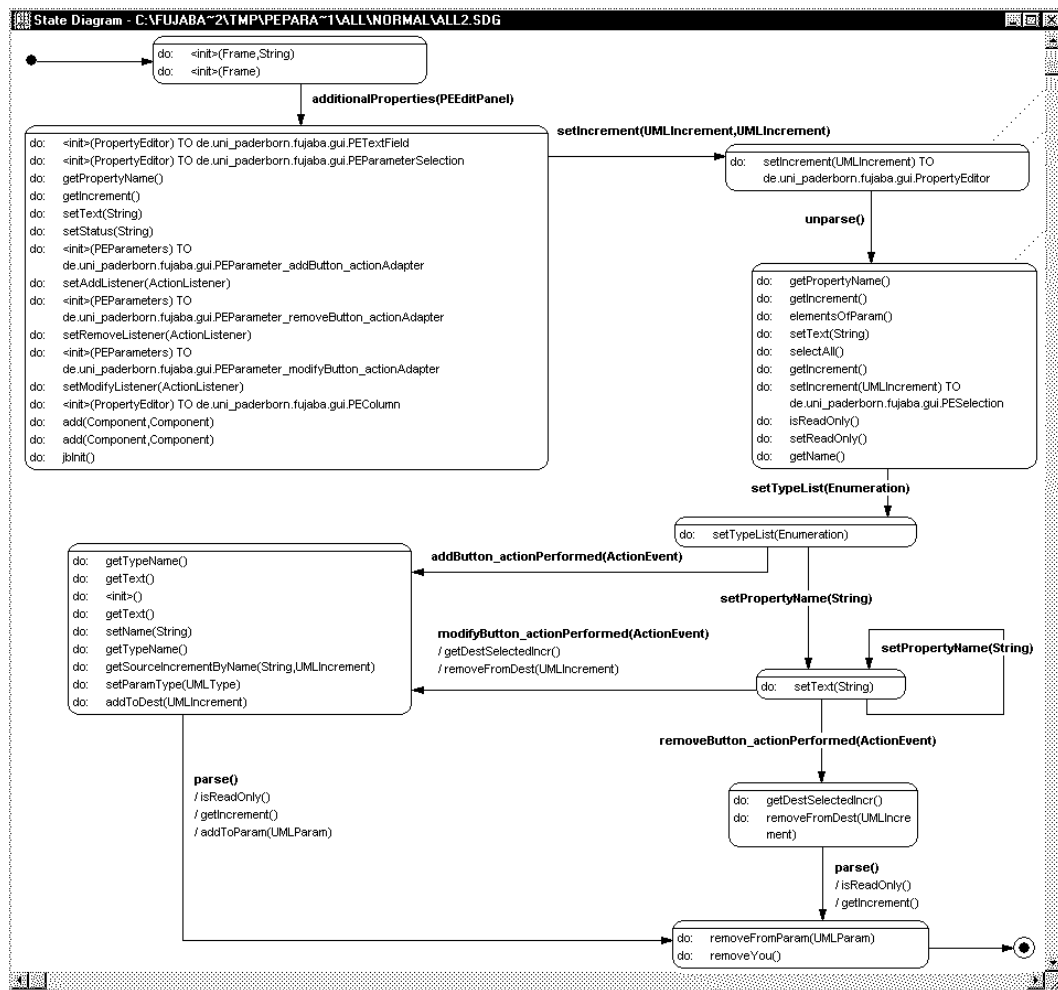 State Diagram - C:\FUJABA~2\TMP\PEPARA~1\ALL\NORMAL\ALL2.SDG
do: <init>(Frame,String)
do: <init>(Frame)
additionalProperties(PEEditPanel)
do: <init>(PropertyEditor) TO de.uni_paderborn.fujaba.gui.PETextField
do: <init>(PropertyEditor) TO de.uni_paderborn.fujaba.gui.PEParameterSelection
do: getPropertyName()
do: getIncrement()
do: setText(String)
do: setStatus(String)
do: <init>(PEParameters) TO
de.uni_paderborn.fujaba.gui.PEParameter_addButton_actionAdapter
do: setAddListener(ActionListener)
do: <init>(PEParameters) TO
de.uni_paderborn.fujaba.gui.PEParameter_removeButton_actionAdapter
do: setRemoveListener(ActionListener)
do: <init>(PEParameters) TO
de.uni_paderborn.fujaba.gui.PEParameter_modifyButton_actionAdapter
do: setModifyListener(ActionListener)
do: <init>(PropertyEditor) TO de.uni_paderborn.fujaba.gui.PEColumn
do: add(Component,Component)
do: add(Component,Component)
do: jbInit()
setIncrement(UMLIncrement,UMLIncrement)
do: setIncrement(UMLIncrement) TO
de.uni_paderborn.fujaba.gui.PropertyEditor
unparse()
do: getPropertyName()
do: getIncrement()
do: elementsOfParam()
do: setText(String)
do: selectAll()
do: getIncrement()
do: setIncrement(UMLIncrement) TO
de.uni_paderborn.fujaba.gui.PESelection
do: isReadOnly()
do: setReadOnly()
do: getName()
setTypeList(Enumeration)
do: setTypeList(Enumeration)
addButton_actionPerformed(ActionEvent)
do: getTypeName()
do: getText()
do: <init>()
do: getText()
do: setName(String)
do: getTypeName()
do: getSourceIncrementByName(String,UMLIncrement)
do: setParamType(UMLType)
do: addToDest(UMLIncrement)
setPropertyName(String)
modifyButton_actionPerformed(ActionEvent)
/ getDestSelectedIncr()
/ removeFromDest(UMLIncrement)
setPropertyName(String)
do: setText(String)
removeButton_actionPerformed(ActionEvent)
do: getDestSelectedIncr()
do: removeFromDest(UMLIncre
ment)
parse()
/ isReadOnly()
/ getIncrement()
/ addToParam(UMLParam)
parse()
/ isReadOnly()
/ getIncrement()
do: removeFromParam(UMLParam)
do: removeYou()